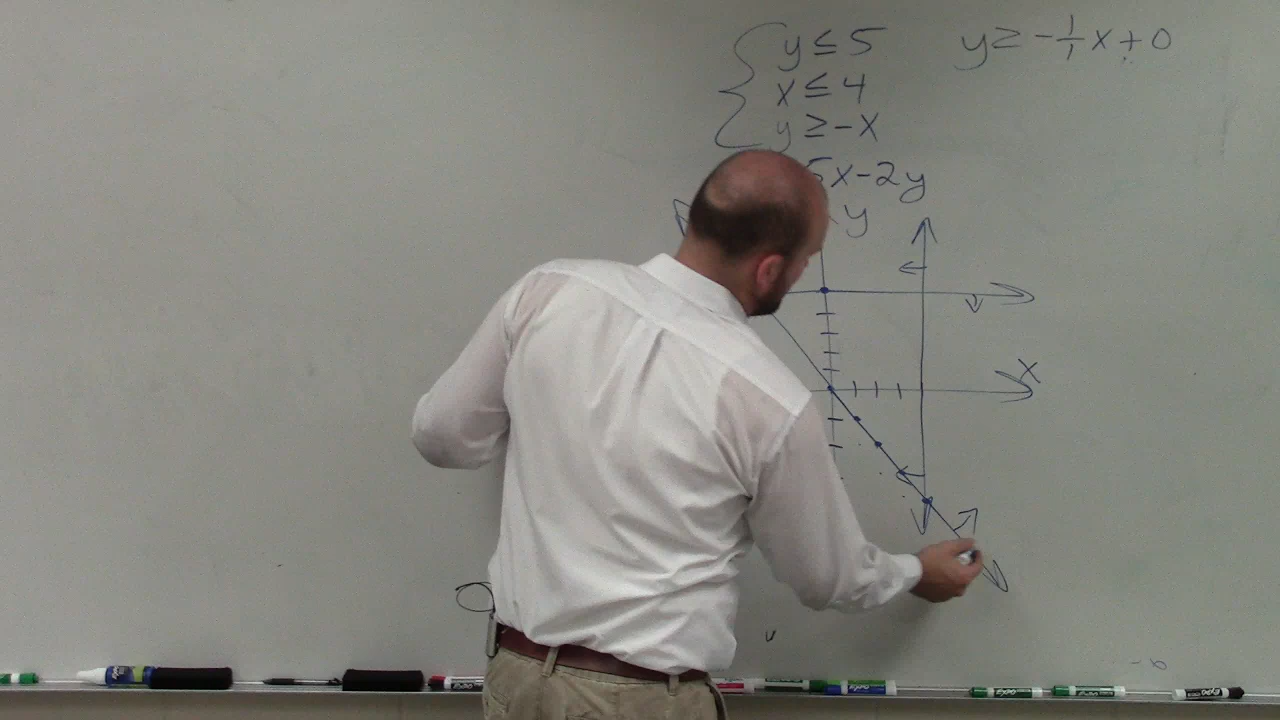 y ≤ 5 y ≥ -1/1 x + 0
x ≤ 4
y ≥ -x
5x-2y
y
x